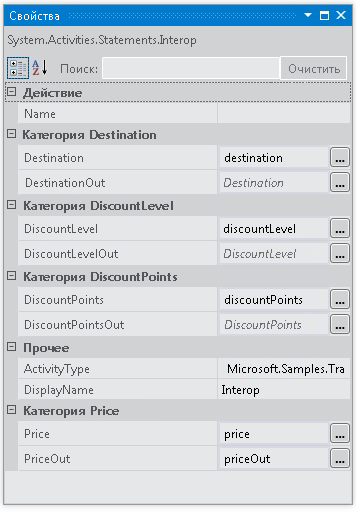 Свойства
System.Activities.Statements.Interop
Поиск: Очистить
Действие
Name
Категория Destination
Destination destination ...
DestinationOut Destination ...
Категория DiscountLevel
DiscountLevel discountLevel ...
DiscountLevelOut DiscountLevel ...
Категория DiscountPoints
DiscountPoints discountPoints ...
DiscountPointsOut DiscountPoints ...
Прочее
ActivityType Microsoft.Samples.Tra
DisplayName Interop
Категория Price
Price price ...
PriceOut priceOut ...